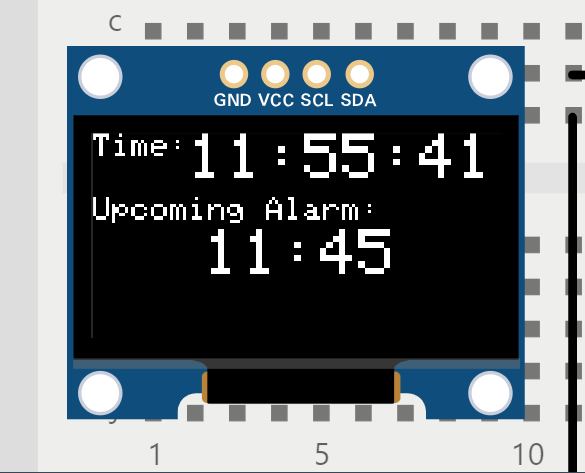 C
GND VCC SCL SDA
Time: 11:55:41
Upcoming Alarm:
11:45
1 5 10